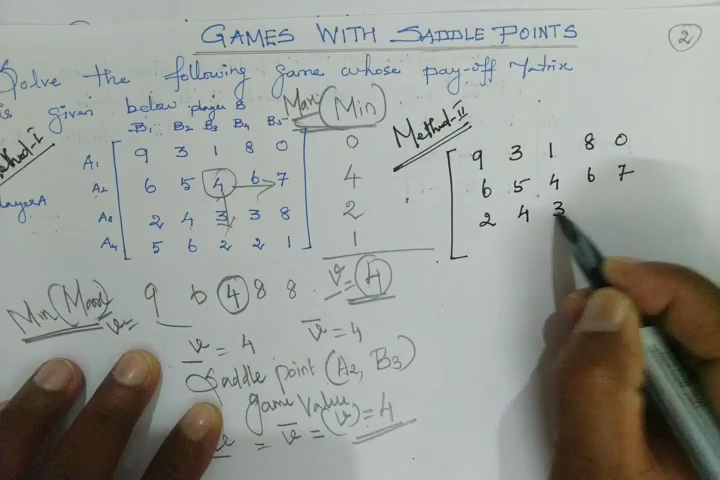 GAMES WITH SADDLE POINTS
2
Solve the following game whose pay-off Matrix
is given below player B
Max(Min)
Method-I
Method-II
B1 B2 B3 B4 B5
A1 9 3 1 8 0 0
A2 6 5 4 6 7 4
Player A
A3 2 4 3 3 8 2
A4 5 6 2 2 1 1
9 3 1 8 0
6 5 4 6 7
2 4 3
Min(Max) 9 6 4 8 8
v = 4
v = 4 v = 4
Saddle point (A2, B3)
Game Value
= v = (v) = 4